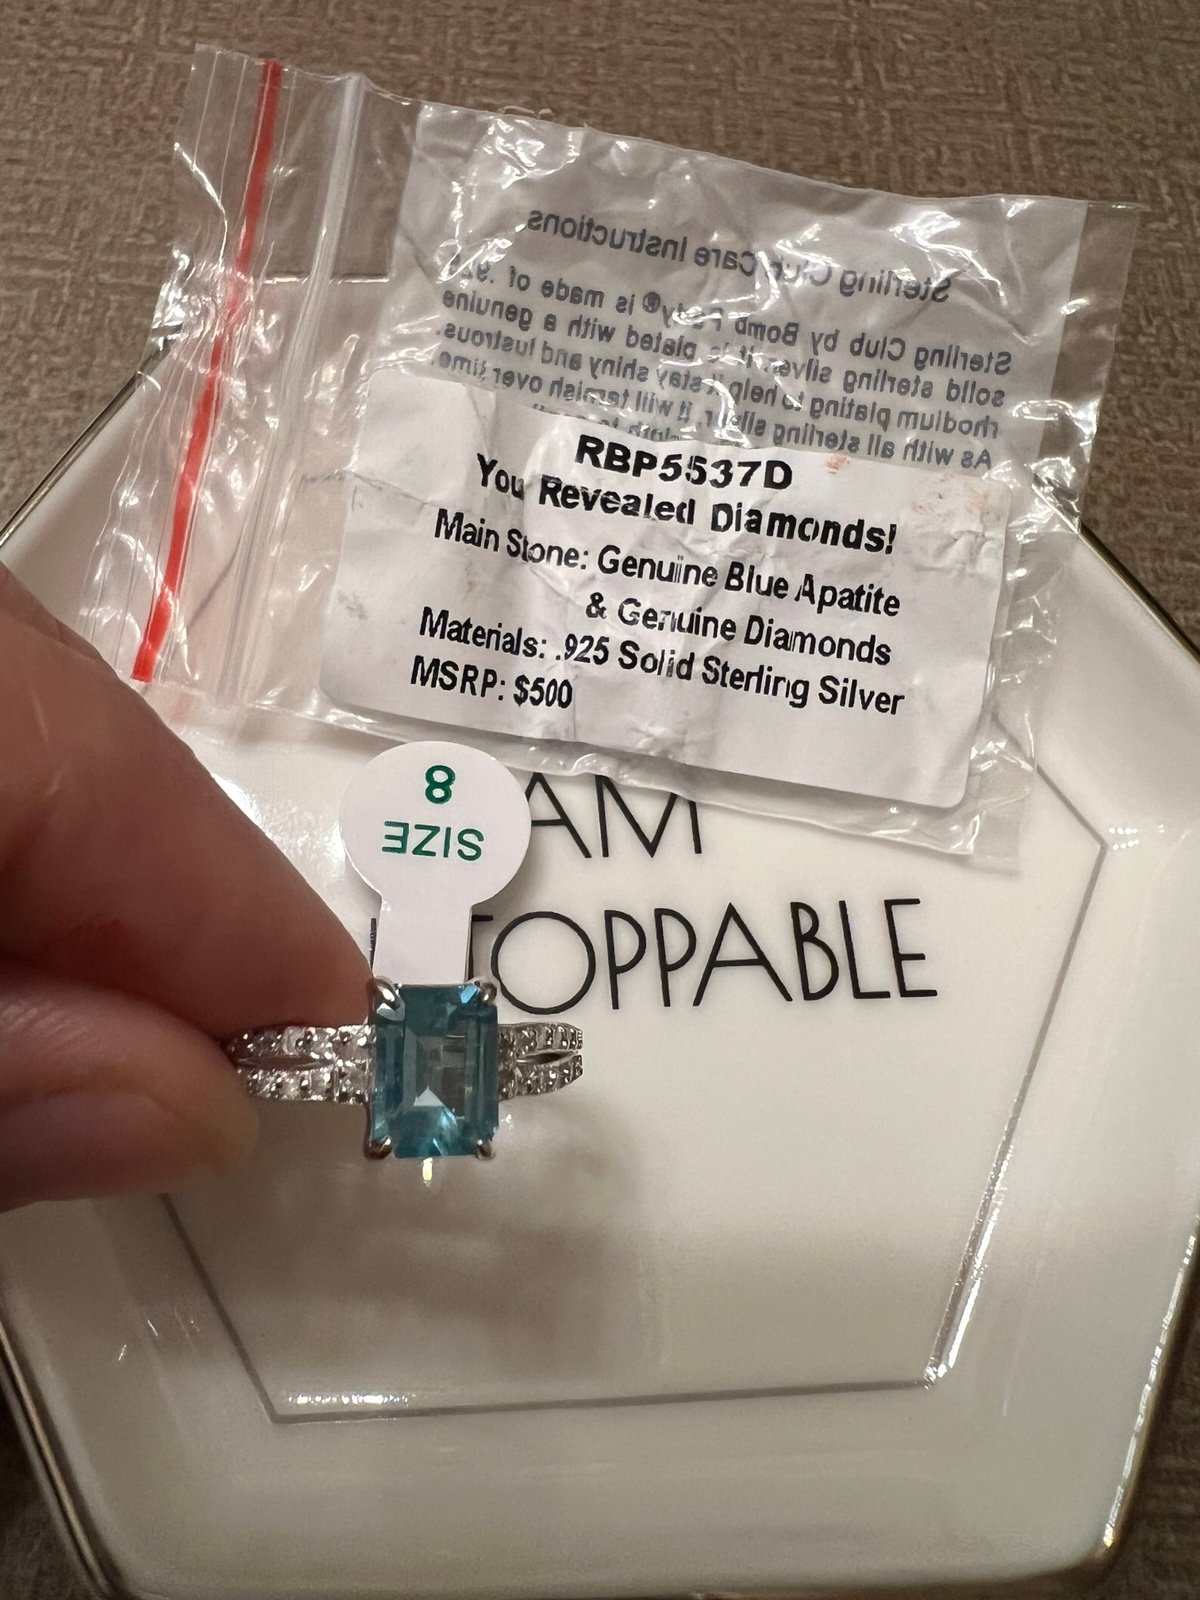 Sterling Club Care Instructions
Sterling Club by Bomb Party® is made of .925
solid sterling silver. It is plated with a genuine
rhodium plating to help it stay shiny and lustrous.
As with all sterling silver, it will tarnish over time.
RBP5537D
You Revealed Diamonds!
Main Stone: Genuine Blue Apatite
& Genuine Diamonds
Materials: .925 Solid Sterling Silver
MSRP: $500
SIZE
8
AM
TOPPABLE